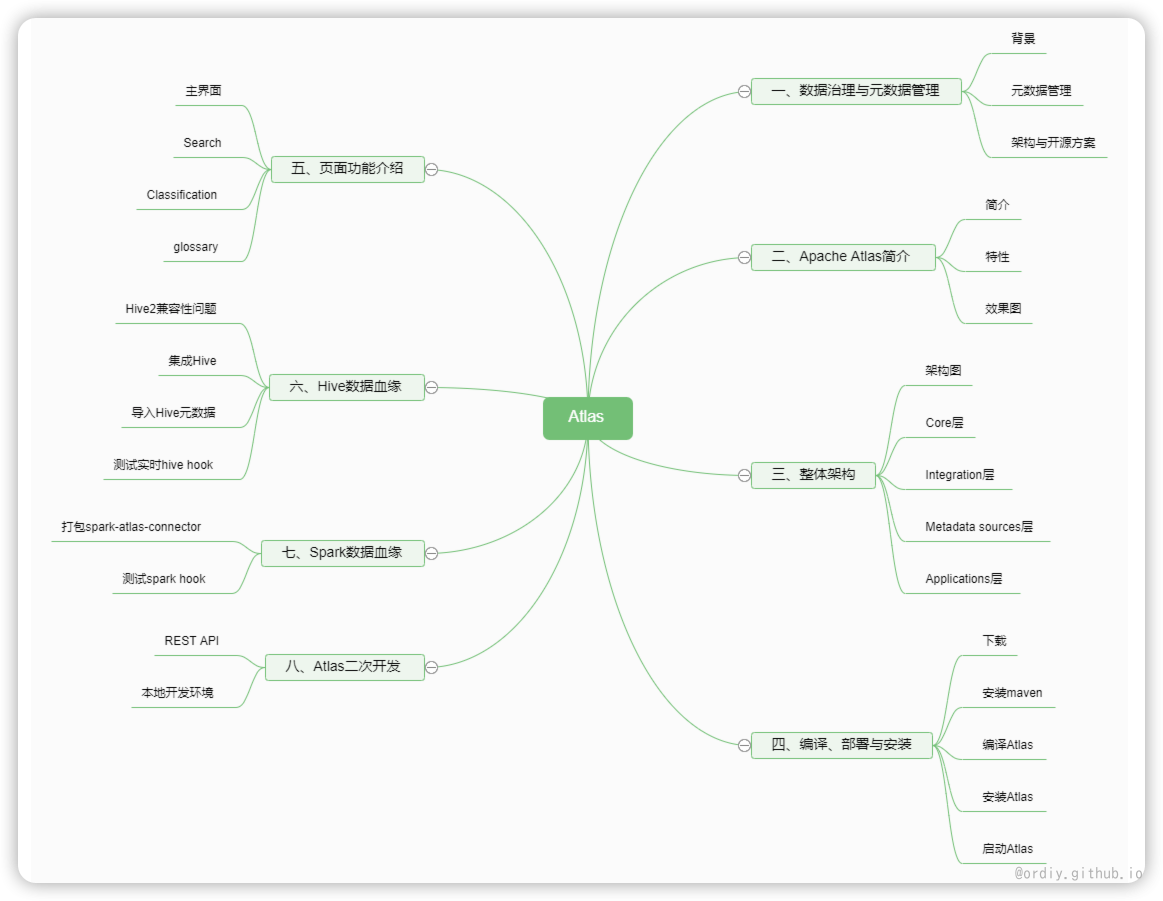 Atlas
一、数据治理与元数据管理
背景
元数据管理
架构与开源方案
二、Apache Atlas简介
简介
特性
效果图
三、整体架构
架构图
Core层
Integration层
Metadata sources层
Applications层
四、编译、部署与安装
下载
安装maven
编译Atlas
安装Atlas
启动Atlas
五、页面功能介绍
主界面
Search
Classification
glossary
六、Hive数据血缘
Hive2兼容性问题
集成Hive
导入Hive元数据
测试实时hive hook
七、Spark数据血缘
打包spark-atlas-connector
测试spark hook
八、Atlas二次开发
REST API
本地开发环境
@ordiy.github.io